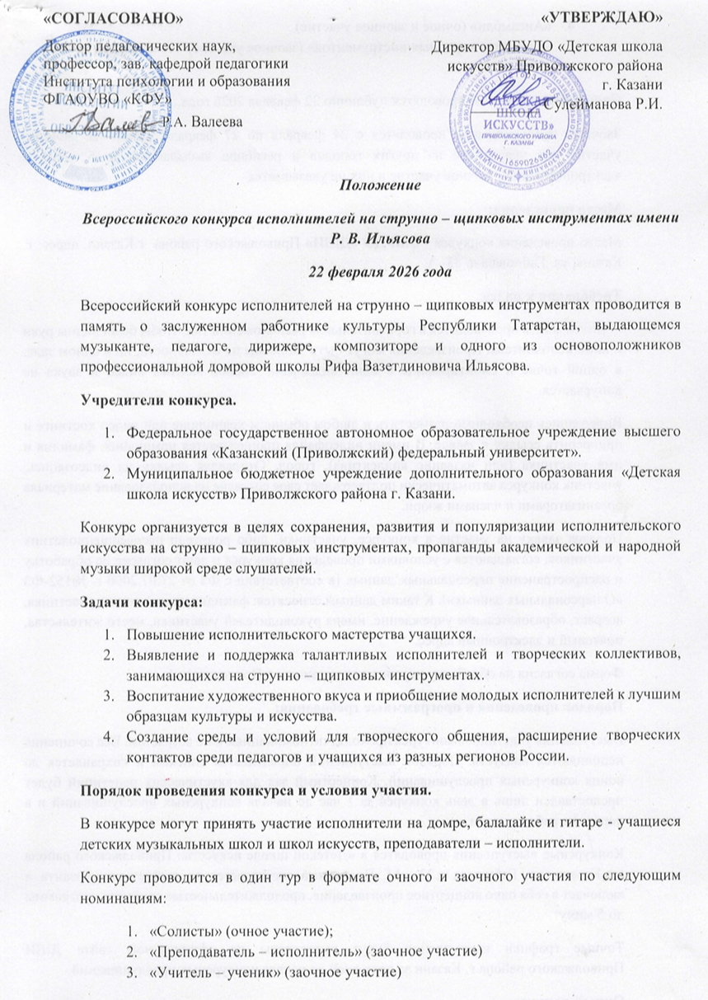 «СОГЛАСОВАНО»
Доктор педагогических наук,
профессор, зав. кафедрой педагогики
Института психологии и образования
ФГАОУВО «КФУ»
Р.А. Валеева
«УТВЕРЖДАЮ»
Директор МБУДО «Детская школа
искусств» Приволжского района
г. Казани
Сулейманова Р.И.
«ДЕТСКАЯ
ШКОЛА
ИСКУССТВ»
ПРИВОЛЖСКОГО РАЙОНА
Г. КАЗАНИ
ИНН 1659026362
Положение
Всероссийского конкурса исполнителей на струнно – щипковых инструментах имени
Р. В. Ильясова
22 февраля 2026 года
Всероссийский конкурс исполнителей на струнно – щипковых инструментах проводится в
память о заслуженном работнике культуры Республики Татарстан, выдающемся
музыканте, педагоге, дирижере, композиторе и одного из основоположников
профессиональной домровой школы Рифа Вазетдиновича Ильясова.
Учредители конкурса.
1. Федеральное государственное автономное образовательное учреждение высшего
образования «Казанский (Приволжский) федеральный университет».
2. Муниципальное бюджетное учреждение дополнительного образования «Детская
школа искусств» Приволжского района г. Казани.
Конкурс организуется в целях сохранения, развития и популяризации исполнительского
искусства на струнно – щипковых инструментах, пропаганды академической и народной
музыки широкой среде слушателей.
Задачи конкурса:
1. Повышение исполнительского мастерства учащихся.
2. Выявление и поддержка талантливых исполнителей и творческих коллективов,
занимающихся на струнно – щипковых инструментах.
3. Воспитание художественного вкуса и приобщение молодых исполнителей к лучшим
образцам культуры и искусства.
4. Создание среды и условий для творческого общения, расширение творческих
контактов среди педагогов и учащихся из разных регионов России.
Порядок проведения конкурса и условия участия.
В конкурсе могут принять участие исполнители на домре, балалайке и гитаре - учащиеся
детских музыкальных школ и школ искусств, преподаватели – исполнители.
Конкурс проводится в один тур в формате очного и заочного участия по следующим
номинациям:
1. «Солисты» (очное участие);
2. «Преподаватель – исполнитель» (заочное участие)
3. «Учитель – ученик» (заочное участие)